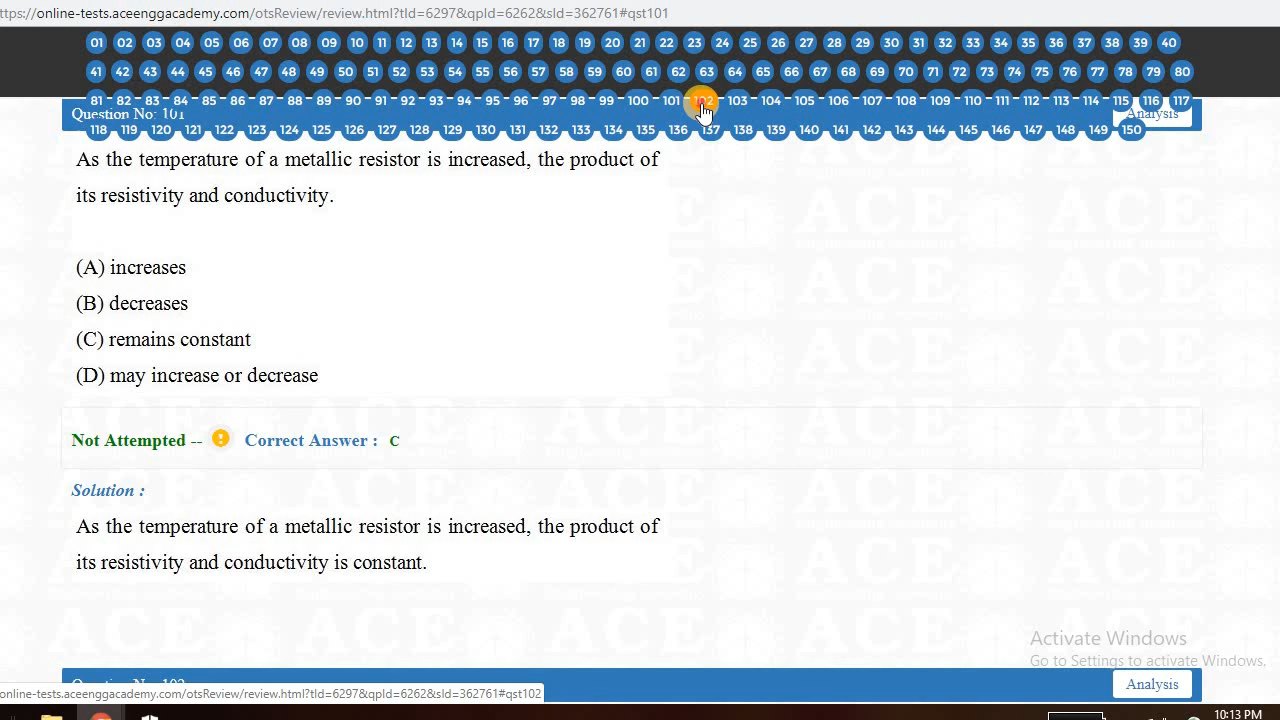 ttps://online-tests.aceenggacademy.com/otsReview/review.html?tId=6297&qpId=6262&sId=362761#qst101
01 02 03 04 05 06 07 08 09 10 11 12 13 14 15 16 17 18 19 20 21 22 23 24 25 26 27 28 29 30 31 32 33 34 35 36 37 38 39 40
41 42 43 44 45 46 47 48 49 50 51 52 53 54 55 56 57 58 59 60 61 62 63 64 65 66 67 68 69 70 71 72 73 74 75 76 77 78 79 80
81 82 83 84 85 86 87 88 89 90 91 92 93 94 95 96 97 98 99 100 101 102 103 104 105 106 107 108 109 110 111 112 113 114 115 116 117
Question No: 101 Analysis
118 119 120 121 122 123 124 125 126 127 128 129 130 131 132 133 134 135 136 137 138 139 140 141 142 143 144 145 146 147 148 149 150
As the temperature of a metallic resistor is increased, the product of
its resistivity and conductivity.
(A) increases
(B) decreases
(C) remains constant
(D) may increase or decrease
Not Attempted -- Correct Answer : C
Solution :
As the temperature of a metallic resistor is increased, the product of
its resistivity and conductivity is constant.
Activate Windows
Go to Settings to activate Windows.
Question No: 102 Analysis
online-tests.aceenggacademy.com/otsReview/review.html?tId=6297&qpId=6262&sId=362761#qst102
10:13 PM